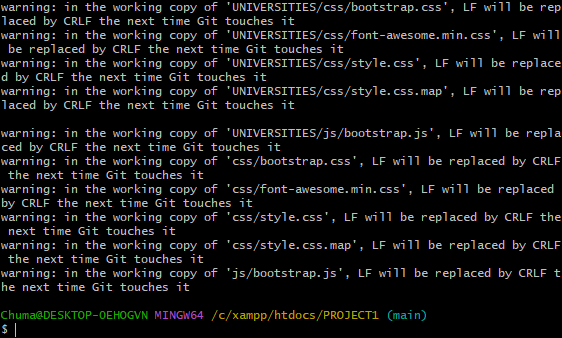 warning: in the working copy of 'UNIVERSITIES/css/bootstrap.css', LF will be rep
laced by CRLF the next time Git touches it
warning: in the working copy of 'UNIVERSITIES/css/font-awesome.min.css', LF will
 be replaced by CRLF the next time Git touches it
warning: in the working copy of 'UNIVERSITIES/css/style.css', LF will be replace
d by CRLF the next time Git touches it
warning: in the working copy of 'UNIVERSITIES/css/style.css.map', LF will be rep
laced by CRLF the next time Git touches it
warning: in the working copy of 'UNIVERSITIES/js/bootstrap.js', LF will be repla
ced by CRLF the next time Git touches it
warning: in the working copy of 'css/bootstrap.css', LF will be replaced by CRLF
 the next time Git touches it
warning: in the working copy of 'css/font-awesome.min.css', LF will be replaced
by CRLF the next time Git touches it
warning: in the working copy of 'css/style.css', LF will be replaced by CRLF the
 next time Git touches it
warning: in the working copy of 'css/style.css.map', LF will be replaced by CRLF
 the next time Git touches it
warning: in the working copy of 'js/bootstrap.js', LF will be replaced by CRLF t
he next time Git touches it
Chuma@DESKTOP-0EHOGVN MINGW64 /c/xampp/htdocs/PROJECT1 (main)
$